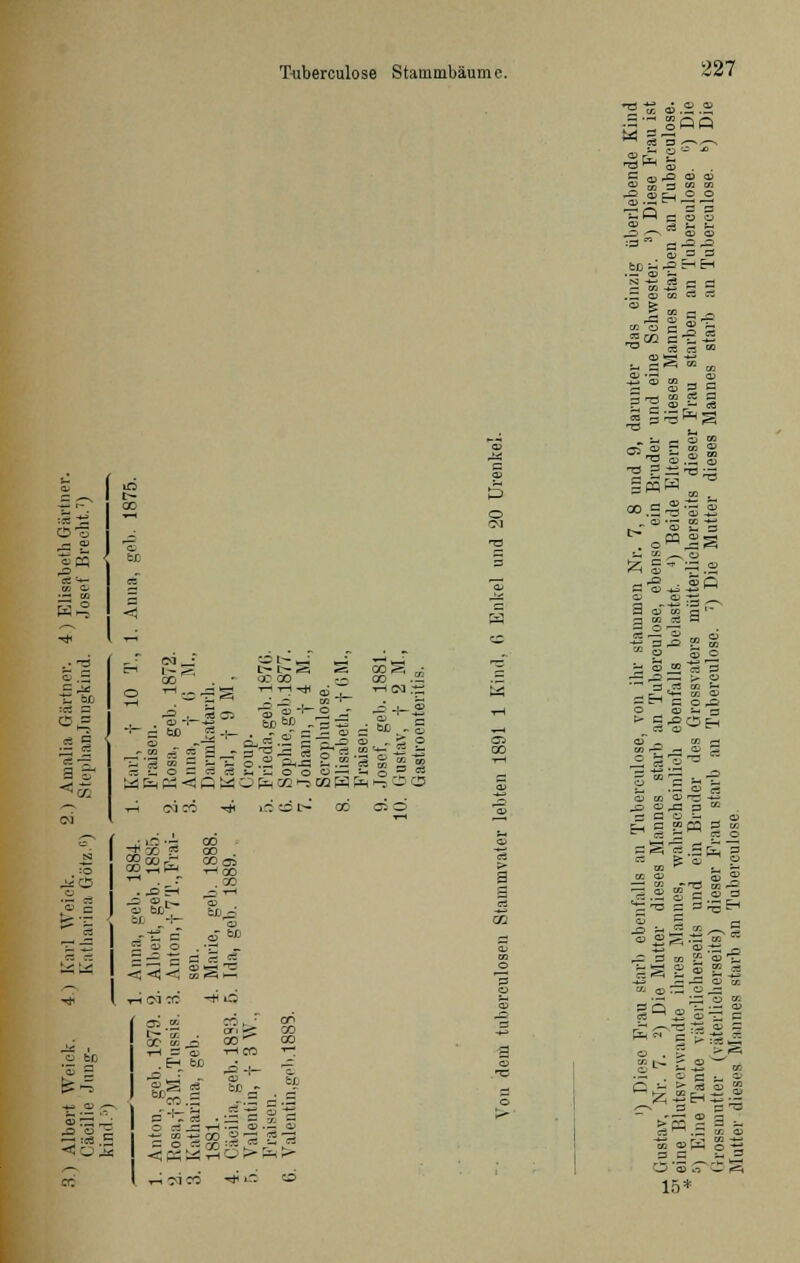 Tuberculose Stammbäume. 227
3.) Albert Weick.
Cäcilie Jung-
kind.⁵)
1. Anton, geb. 1879.
2. Rosa, † 3 M., Tussis.
3. Katharina, geb.
1881.
4. Cäcilia, geb. 1883.
5. Valentin, † 3 W.,
Fraisen.
6. Valentin, geb. 1888.
4.) Karl Weick.
Katharina Götz.⁶)
1. Anna, geb. 1884.
2. Albert, geb. 1885.
3. Anton, † 7 T., Frai-
sen.
4. Marie, geb. 1888.
5. Ida, geb. 1889.
2.) Amalia Gärtner.
Stephan Jungkind.
1. Karl, † 10 T.,
Fraisen.
2. Rosa, geb. 1872.
3. Anna, † 6 M.,
Darmkatarrh.
4. Karl, † 9 M,
Croup.
5. Frieda, geb. 1876.
6. Sophie, geb. 1877.
7. Johann, † 4 M.,
Scrophulose.
8. Elisabeth, † 6 M.,
Fraisen.
9. Josef, geb. 1881.
10. Gustav, † 2 M.,
Gastroenteritis.
4.) Elisabeth Gärtner.
Josef Brecht.⁷)
1. Anna, geb. 1875.
Von dem tuberculosen Stammvater lebten 1891 1 Kind, 6 Enkel und 20 Urenkel.
¹) Diese Frau starb ebenfalls an Tuberculose, von ihr stammen Nr. 7, 8 und 9, darunter das einzig überlebende Kind
Gustav, Nr. 7. ²) Die Mutter dieses Mannes starb an Tuberculose, ebenso ein Bruder und eine Schwester. ³) Diese Frau ist
eine Blutsverwandte ihres Mannes, wahrscheinlich ebenfalls belastet. ⁴) Beide Eltern dieses Mannes starben an Tuberculose.
⁵) Eine Tante väterlicherseits und ein Bruder des Grossvaters mütterlicherseits dieser Frau starben an Tuberculose. ⁶) Die
Grossmutter (väterlicherseits) dieser Frau starb an Tuberculose. ⁷) Die Mutter dieses Mannes starb an Tuberculose. ⁸) Die
Mutter dieses Mannes starb an Tuberculose.
15*